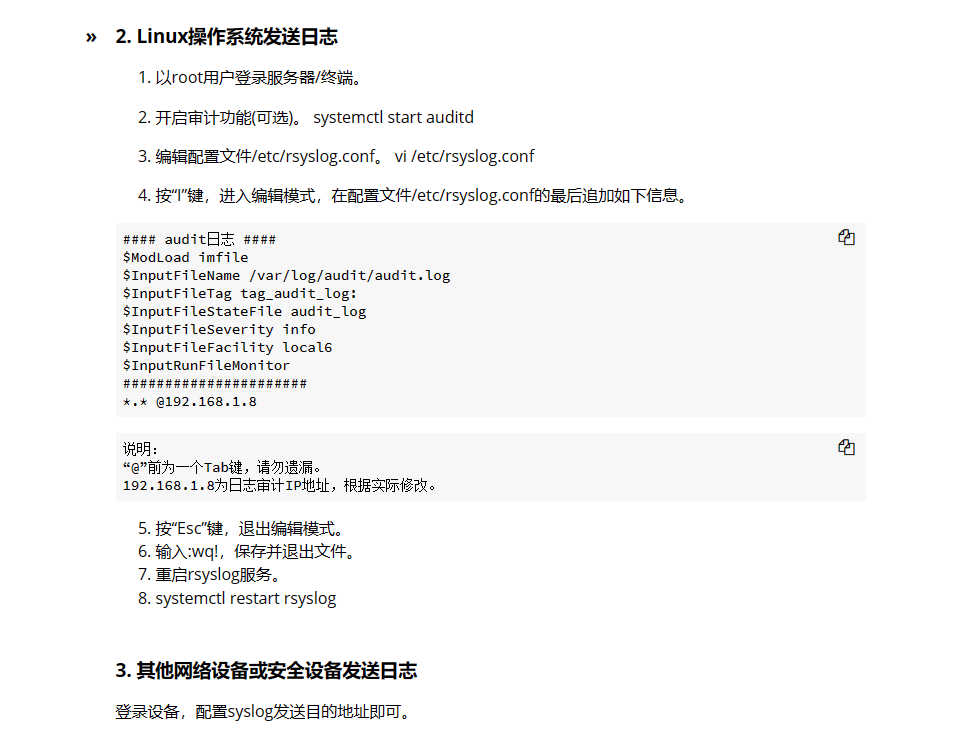 » 2. Linux操作系统发送日志
1. 以root用户登录服务器/终端。
2. 开启审计功能(可选)。 systemctl start auditd
3. 编辑配置文件/etc/rsyslog.conf。 vi /etc/rsyslog.conf
4. 按“I”键，进入编辑模式，在配置文件/etc/rsyslog.conf的最后追加如下信息。
#### audit日志 ####
$ModLoad imfile
$InputFileName /var/log/audit/audit.log
$InputFileTag tag_audit_log:
$InputFileStateFile audit_log
$InputFileSeverity info
$InputFileFacility local6
$InputRunFileMonitor
######################
*.* @192.168.1.8
说明：
“@”前为一个Tab键，请勿遗漏。
192.168.1.8为日志审计IP地址，根据实际修改。
5. 按“Esc”键，退出编辑模式。
6. 输入:wq!，保存并退出文件。
7. 重启rsyslog服务。
8. systemctl restart rsyslog
3. 其他网络设备或安全设备发送日志
登录设备，配置syslog发送目的地址即可。